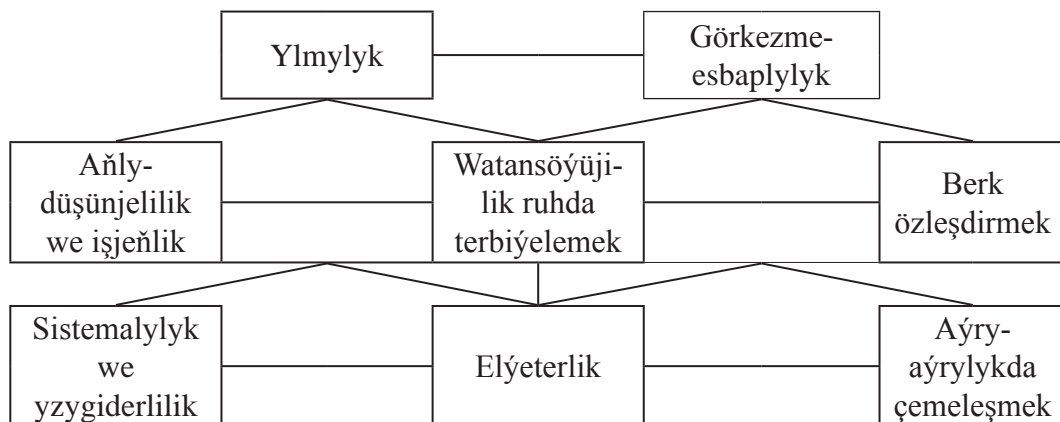 Ylmylyk
Görkezme-
esbaplylyk
Aňly-
düşünjelilik
we işjeňlik
Watansöýüji-
lik ruhda
terbiýelemek
Berk
özleşdirmek
Sistemalylyk
we
yzygiderlilik
Elýeterlik
Aýry-
aýrylykda
çemeleşmek